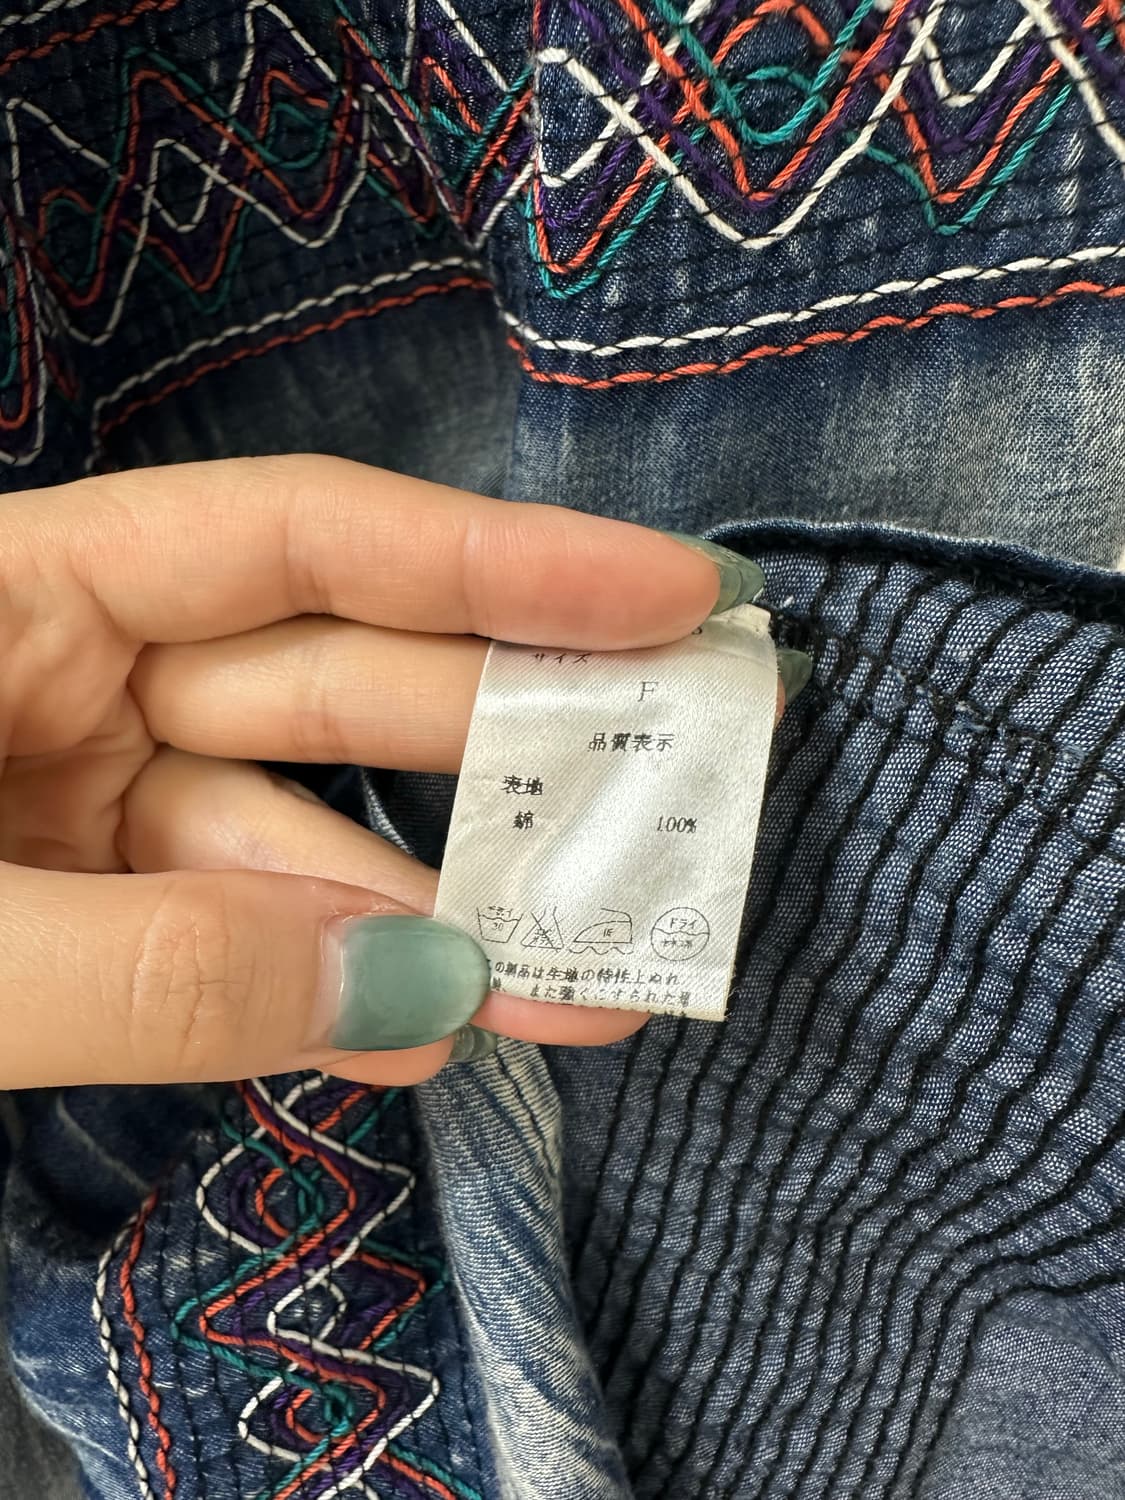 サイズ
F
品質表示
表地
綿 100%
30
ドライ
の製品は生地の特性上ぬれ
また強くこすられた場